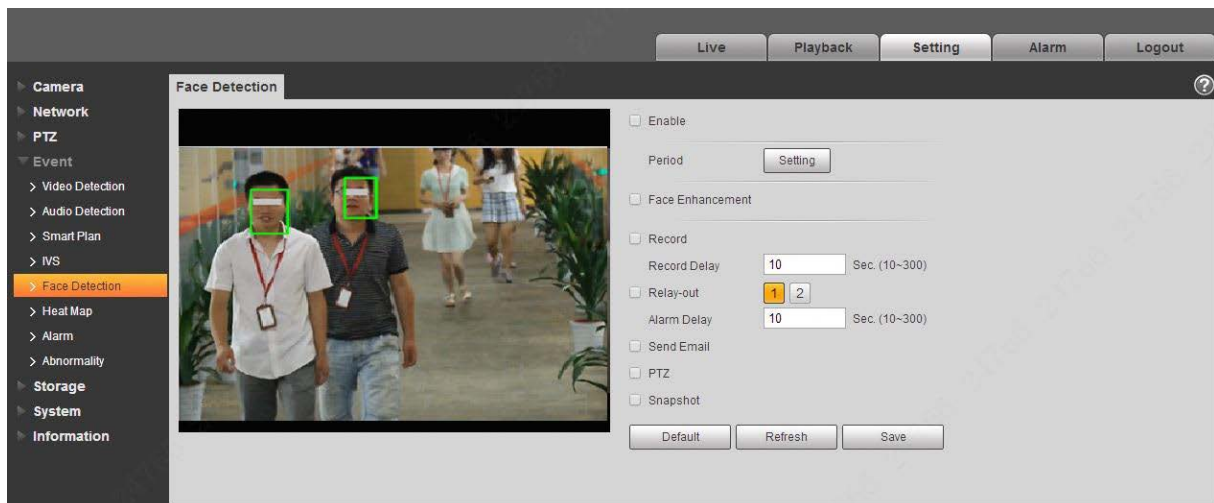 Live Playback Setting Alarm Logout
Camera
Network
PTZ
Event
Video Detection
Audio Detection
Smart Plan
IVS
Face Detection
Heat Map
Alarm
Abnormality
Storage
System
Information
Face Detection
?
Enable
Period Setting
Face Enhancement
Record
Record Delay 10 Sec. (10~300)
Relay-out 1 2
Alarm Delay 10 Sec. (10~300)
Send Email
PTZ
Snapshot
Default Refresh Save